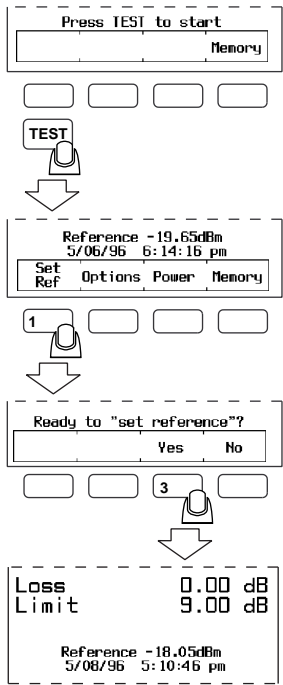 Press TEST to start
Memory
TEST
Reference -19.65dBm
5/06/96 6:14:16 pm
Set Ref Options Power Memory
1
Ready to "set reference"?
Yes No
3
Loss 0.00 dB
Limit 9.00 dB
Reference -18.05dBm
5/08/96 5:10:46 pm